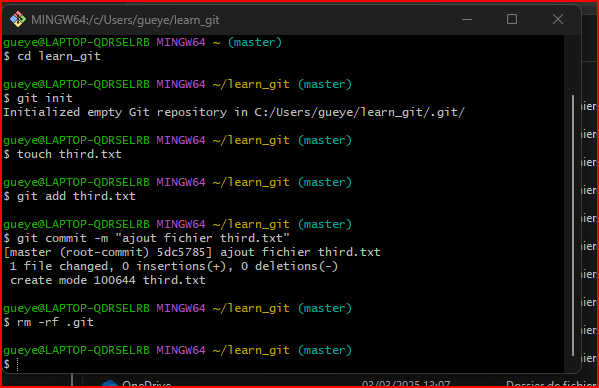 MINGW64:/c/Users/gueye/learn_git
gueye@LAPTOP-QDRSELRB MINGW64 ~ (master)
$ cd learn_git
gueye@LAPTOP-QDRSELRB MINGW64 ~/learn_git (master)
$ git init
Initialized empty Git repository in C:/Users/gueye/learn_git/.git/
gueye@LAPTOP-QDRSELRB MINGW64 ~/learn_git (master)
$ touch third.txt
gueye@LAPTOP-QDRSELRB MINGW64 ~/learn_git (master)
$ git add third.txt
gueye@LAPTOP-QDRSELRB MINGW64 ~/learn_git (master)
$ git commit -m "ajout fichier third.txt"
[master (root-commit) 5dc5785] ajout fichier third.txt
1 file changed, 0 insertions(+), 0 deletions(-)
create mode 100644 third.txt
gueye@LAPTOP-QDRSELRB MINGW64 ~/learn_git (master)
$ rm -rf .git
gueye@LAPTOP-QDRSELRB MINGW64 ~/learn_git (master)
$
OneDrive 03/03/2025 13:07 Dossier de fichier